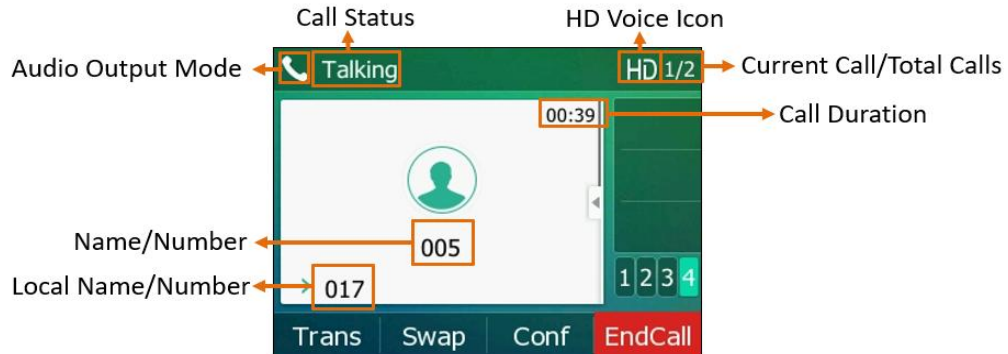 Call Status
HD Voice Icon
Audio Output Mode
Talking
HD 1/2
Current Call/Total Calls
00:39
Call Duration
Name/Number
005
Local Name/Number
017
1 2 3 4
Trans Swap Conf EndCall